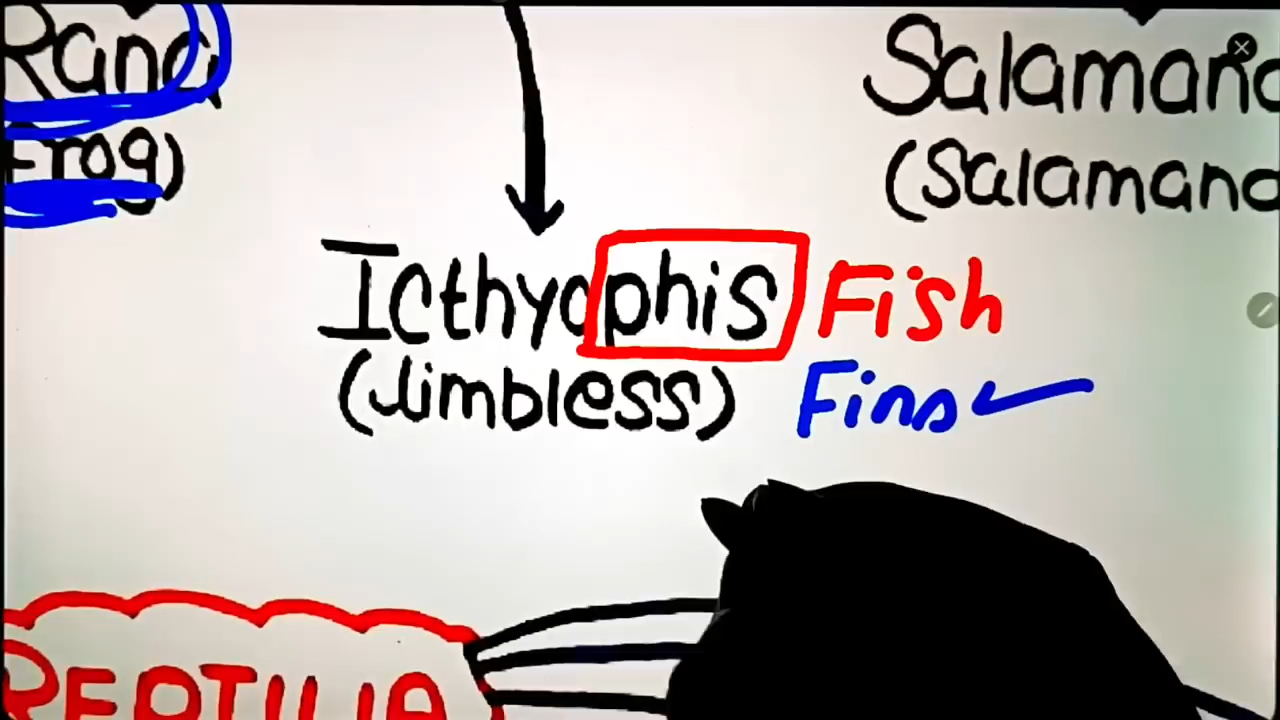 Rana
(Frog)
Salamand
(Salamand
Icthyophis Fish
(limbless) Fins
REPTILIA